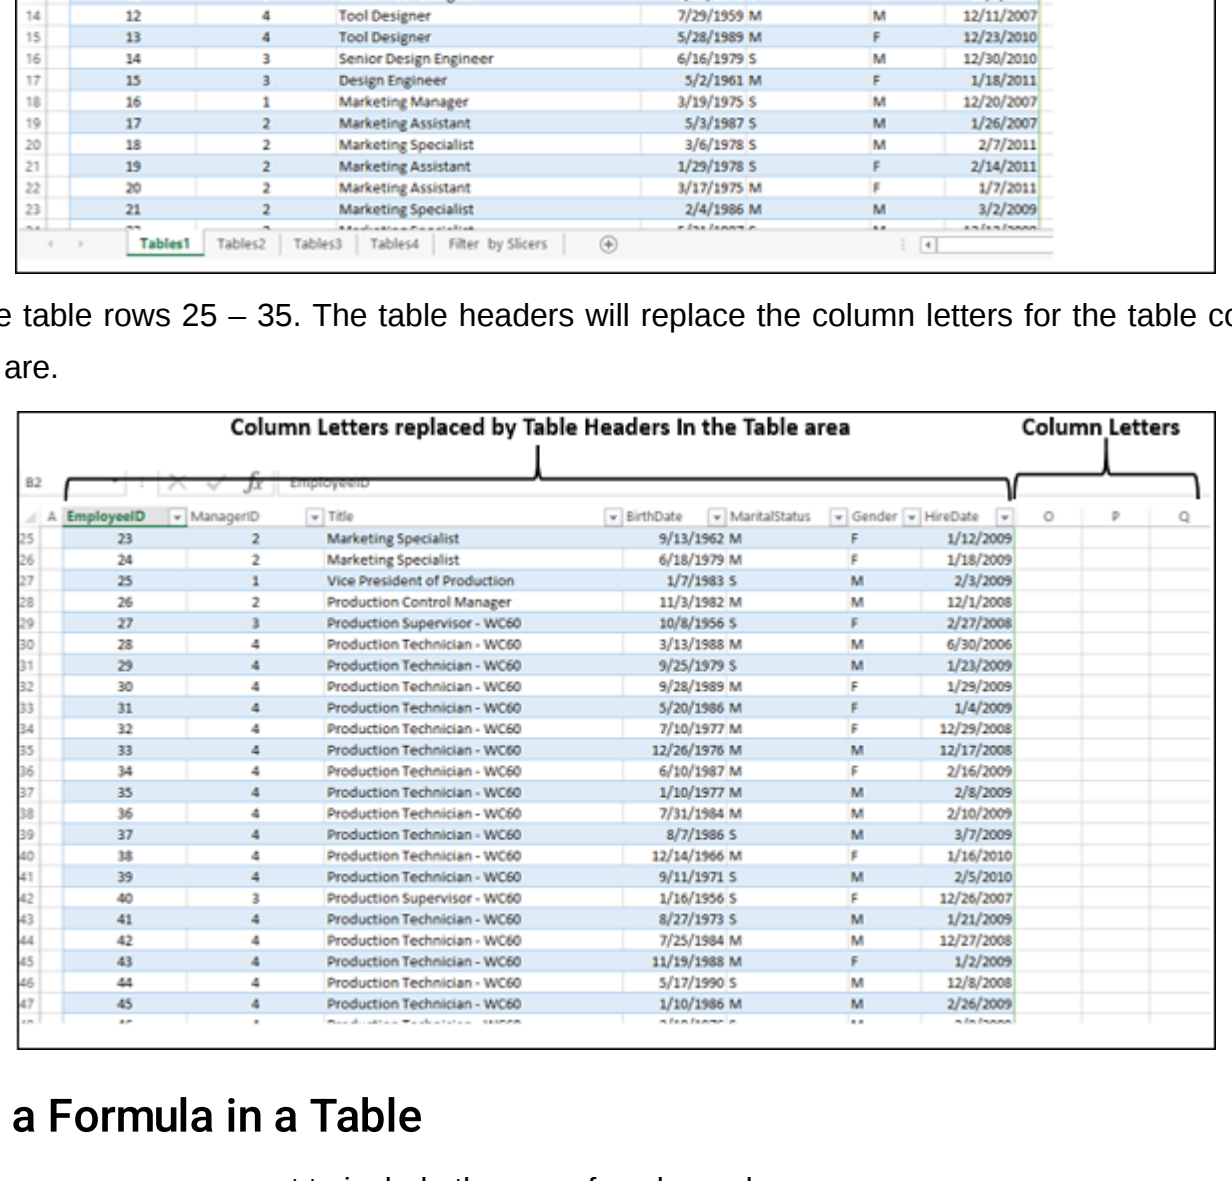 14 12 4 Tool Designer 7/29/1959 M M 12/11/2007
15 13 4 Tool Designer 5/28/1989 M F 12/23/2010
16 14 3 Senior Design Engineer 6/16/1979 S M 12/30/2010
17 15 3 Design Engineer 5/2/1961 M F 1/18/2011
18 16 1 Marketing Manager 3/19/1975 S M 12/20/2007
19 17 2 Marketing Assistant 5/3/1987 S M 1/26/2007
20 18 2 Marketing Specialist 3/6/1978 S M 2/7/2011
21 19 2 Marketing Assistant 1/29/1978 S F 2/14/2011
22 20 2 Marketing Assistant 3/17/1975 M F 1/7/2011
23 21 2 Marketing Specialist 2/4/1986 M M 3/2/2009
Tables1 Tables2 Tables3 Tables4 Filter by Slicers
e table rows 25 – 35. The table headers will replace the column letters for the table co
are.
Column Letters replaced by Table Headers In the Table area Column Letters
B2 fx EmployeeID
A EmployeeID ManagerID Title BirthDate MaritalStatus Gender HireDate O P Q
25 23 2 Marketing Specialist 9/13/1962 M F 1/12/2009
26 24 2 Marketing Specialist 6/18/1979 M F 1/18/2009
27 25 1 Vice President of Production 1/7/1983 S M 2/3/2009
28 26 2 Production Control Manager 11/3/1982 M M 12/1/2008
29 27 3 Production Supervisor - WC60 10/8/1956 S F 2/27/2008
30 28 4 Production Technician - WC60 3/13/1988 M M 6/30/2006
31 29 4 Production Technician - WC60 9/25/1979 S M 1/23/2009
32 30 4 Production Technician - WC60 9/28/1989 M F 1/29/2009
33 31 4 Production Technician - WC60 5/20/1986 M F 1/4/2009
34 32 4 Production Technician - WC60 7/10/1977 M F 12/29/2008
35 33 4 Production Technician - WC60 12/26/1976 M M 12/17/2008
36 34 4 Production Technician - WC60 6/10/1987 M F 2/16/2009
37 35 4 Production Technician - WC60 1/10/1977 M M 2/8/2009
38 36 4 Production Technician - WC60 7/31/1984 M M 2/10/2009
39 37 4 Production Technician - WC60 8/7/1986 S M 3/7/2009
40 38 4 Production Technician - WC60 12/14/1966 M F 1/16/2010
41 39 4 Production Technician - WC60 9/11/1971 S M 2/5/2010
42 40 3 Production Supervisor - WC60 1/16/1956 S F 12/26/2007
43 41 4 Production Technician - WC60 8/27/1973 S M 1/21/2009
44 42 4 Production Technician - WC60 7/25/1984 M M 12/27/2008
45 43 4 Production Technician - WC60 11/19/1988 M F 1/2/2009
46 44 4 Production Technician - WC60 5/17/1990 S M 12/8/2008
47 45 4 Production Technician - WC60 1/10/1986 M M 2/26/2009
a Formula in a Table